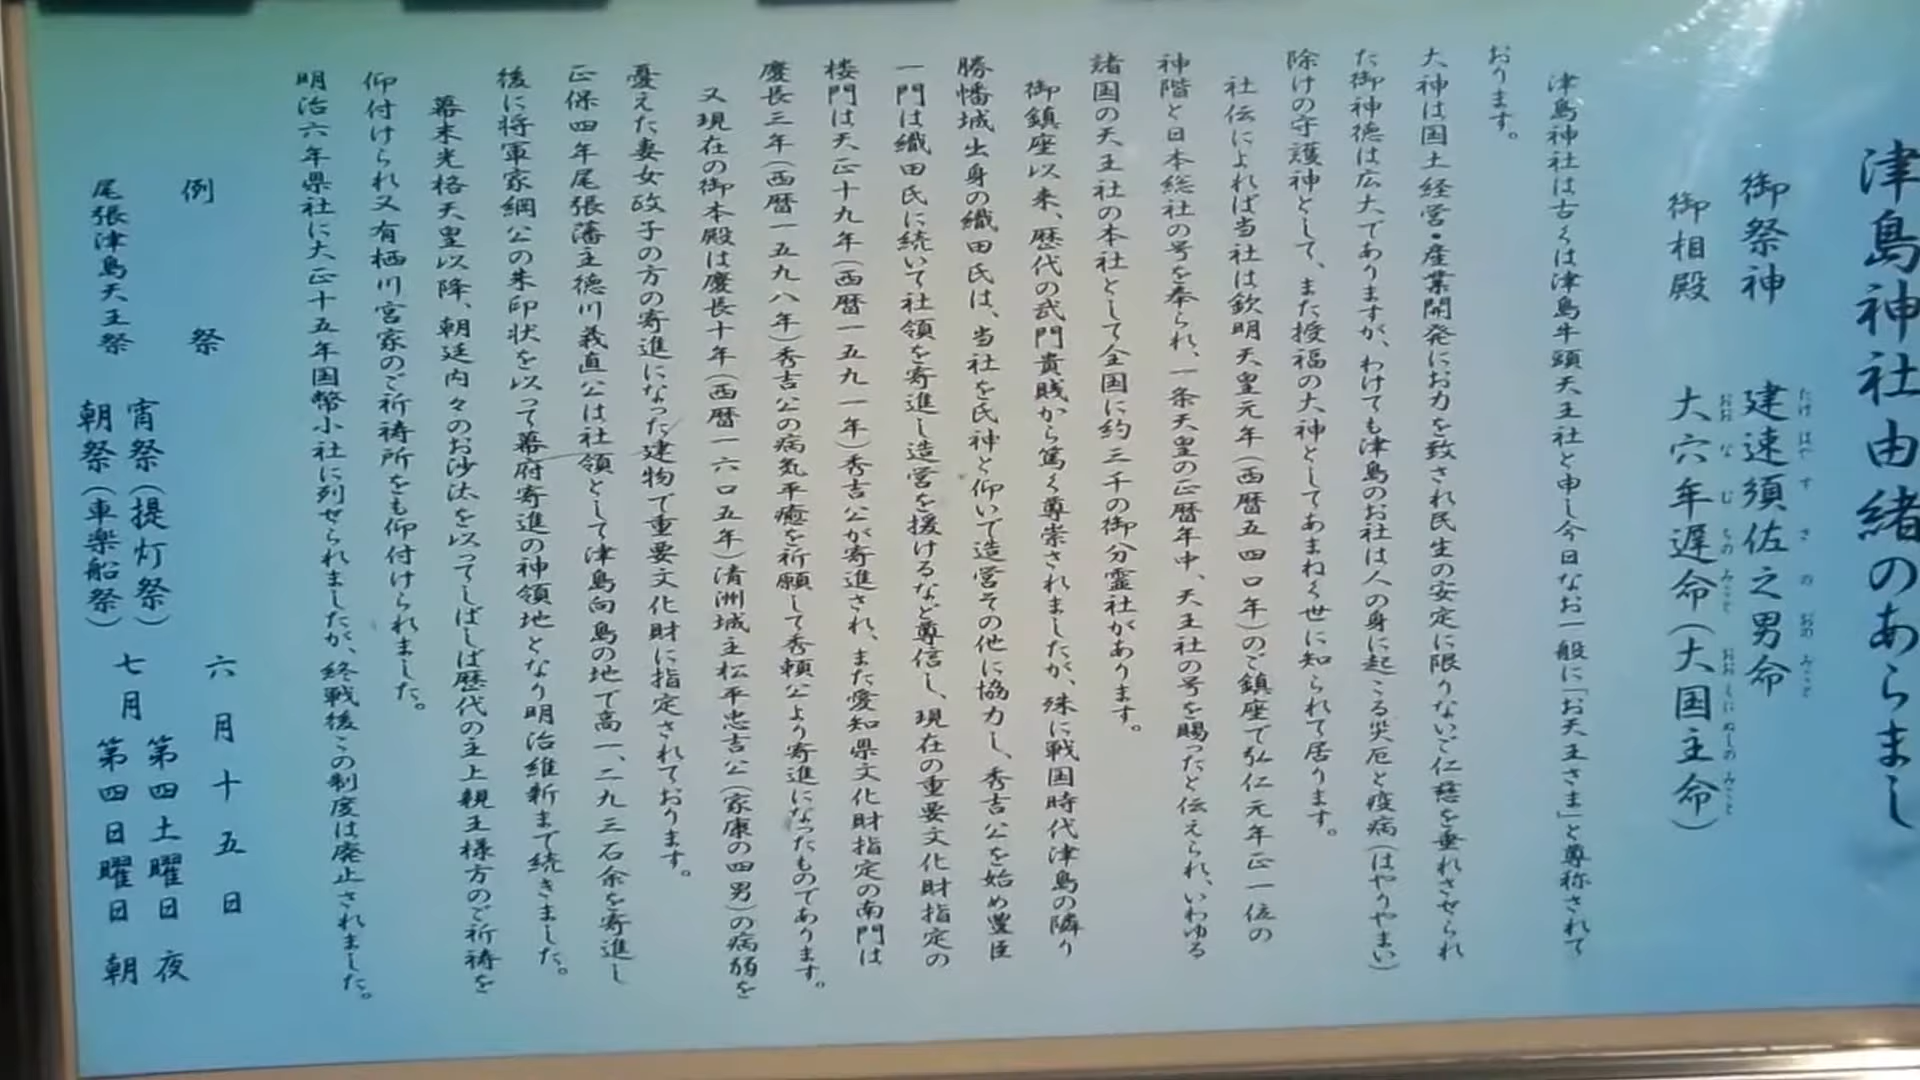 津島神社由緒のあらまし
御祭神 建速須佐之男命
たけ はや す さ の おの みこと
御相殿 大穴牟遅命(大国主命)
おお な む ちの みこと おお くに ぬしの みこと
津島神社は古くは津島牛頭天王社と申し今日なお一般に「お天王さま」と尊称されて
おります。
大神は国土経営・産業開発にお力を致され民生の安定に限りないご仁慈を垂れさせられ
た御神徳は広大でありますが、わけても津島のお社は人の身に起こる災厄と疫病(はやりやまい)
除けの守護神として、また授福の大神としてあまねく世に知られて居ります。
社伝によれば当社は欽明天皇元年(西暦五四〇年)のご鎮座で弘仁元年正一位の
神階と日本総社の号を奉られ、一条天皇の正暦年中、天王社の号を賜ったと伝えられ、いわゆる
諸国の天王社の本社として全国に約三千の御分霊社があります。
御鎮座以来、歴代の武門貴賎から篤く尊崇されましたが、殊に戦国時代津島の隣り
勝幡城出身の織田氏は、当社を氏神と仰いで造営その他に協力し、秀吉公を始め豊臣
一門は織田氏に続いて社領を寄進し造営を援けるなど尊信し、現在の重要文化財指定の
楼門は天正十九年(西暦一五九一年)秀吉公が寄進され、また愛知県文化財指定の南門は
慶長三年(西暦一五九八年)秀吉公の病気平癒を祈願して秀頼公より寄進になったものであります。
又現在の御本殿は慶長十年(西暦一六〇五年)清洲城主松平忠吉公(家康の四男)の病弱を
憂えた妻女政子の方の寄進になった建物で重要文化財に指定されております。
正保四年尾張藩主徳川義直公は社領として津島向島の地で高一、二九三石余を寄進し
後に将軍家綱公の朱印状を以って幕府寄進の神領地となり明治維新まで続きました。
幕末光格天皇以降、朝廷内々のお沙汰を以ってしばしば歴代の主上親王様方のご祈祷を
仰付けられ又有栖川宮家のご祈祷所をも仰付けられました。
明治六年県社に大正十五年国幣小社に列せられましたが、終戦後この制度は廃止されました。
例 祭 六月十五日
尾張津島天王祭 宵祭(提灯祭) 七月 第四土曜日 夜
朝祭(車楽船祭) 第四日曜日 朝